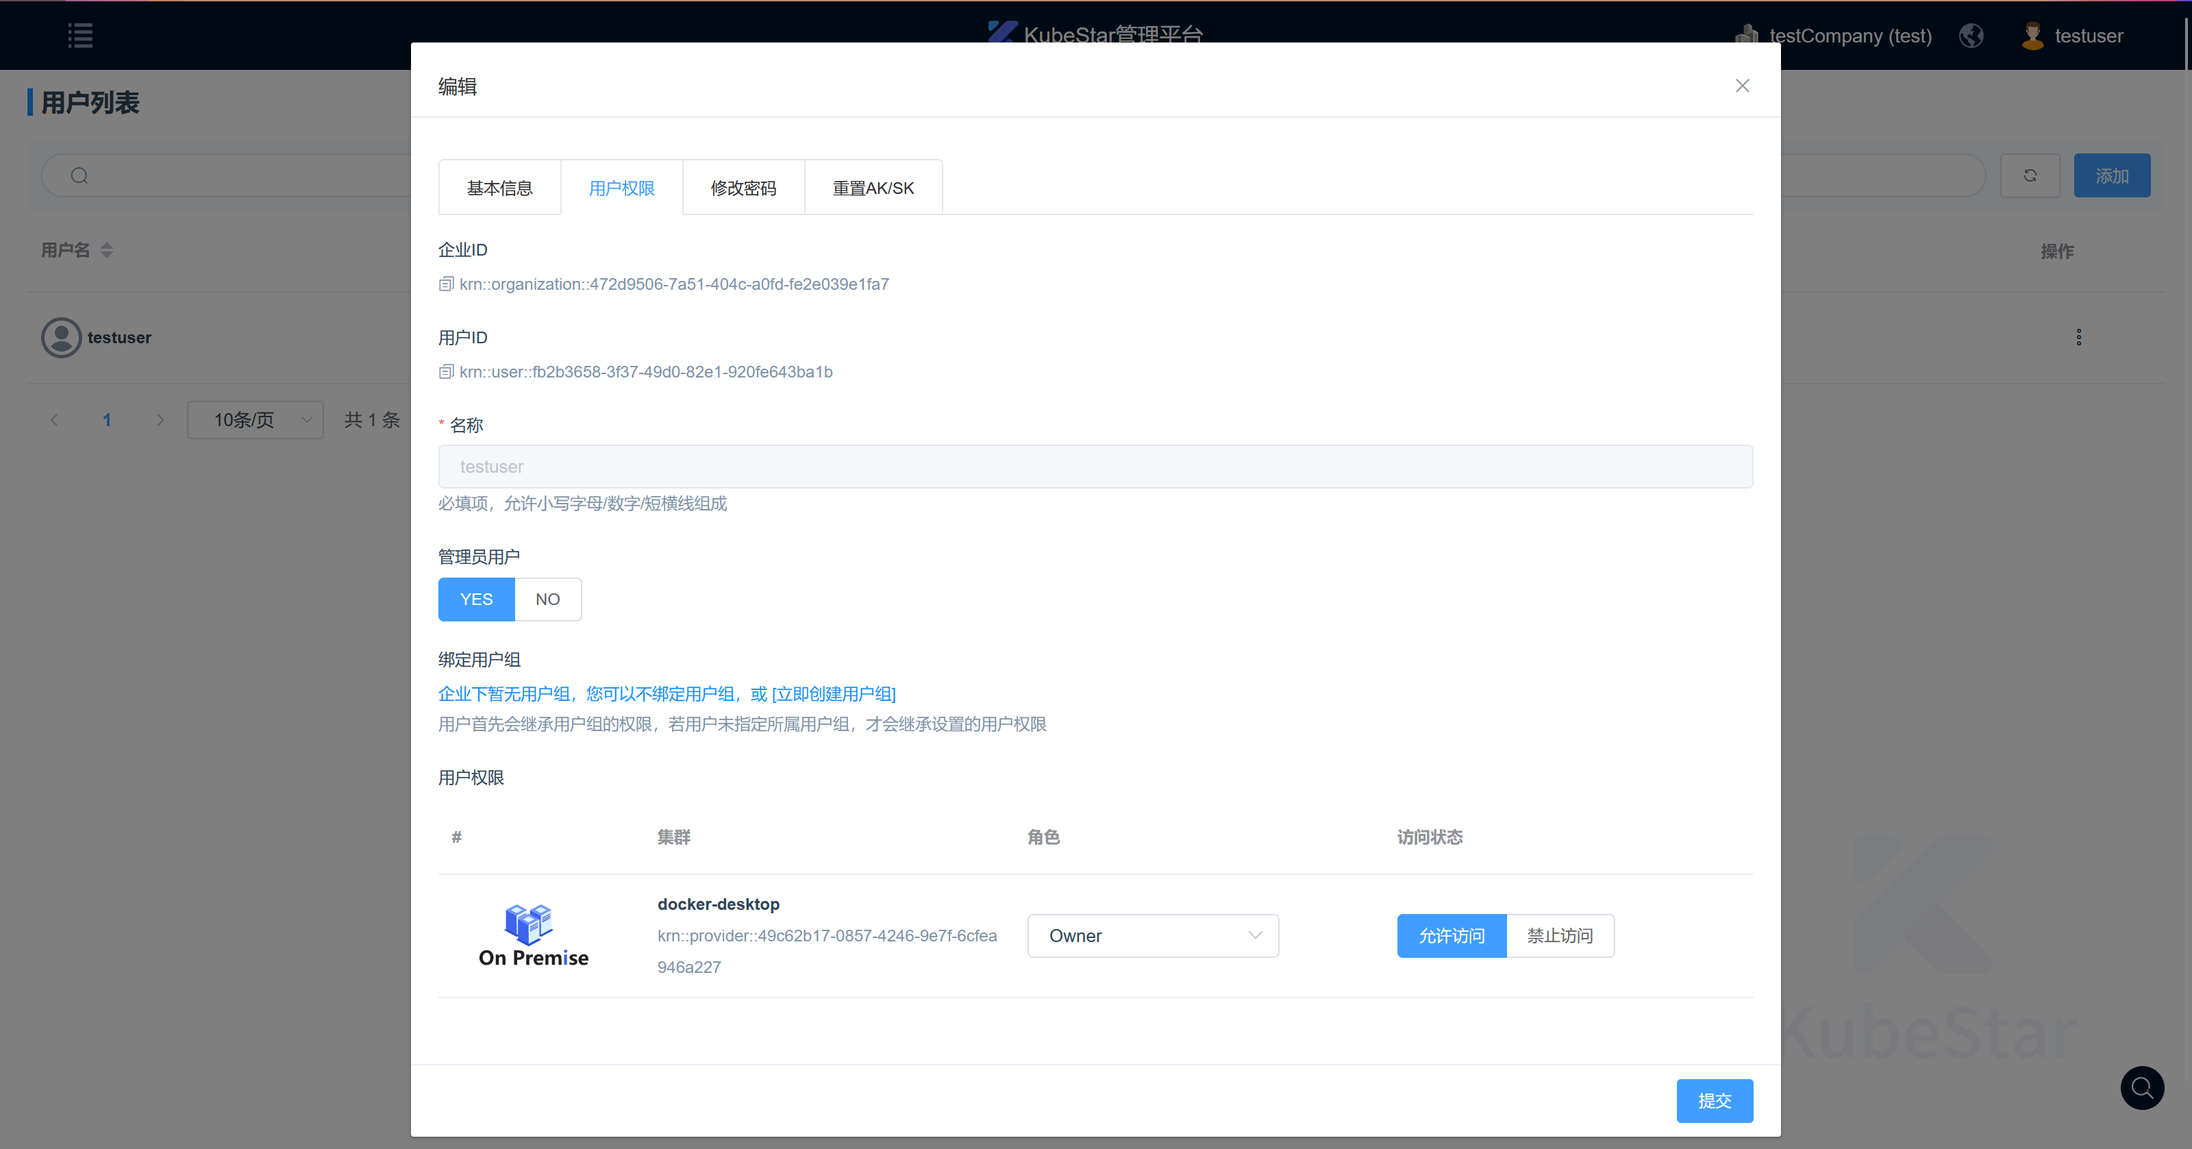 KubeStar管理平台
testCompany (test)
testuser
用户列表
添加
用户名
操作
testuser
1
10条/页
共 1 条
编辑
基本信息
用户权限
修改密码
重置AK/SK
企业ID
krn::organization::472d9506-7a51-404c-a0fd-fe2e039e1fa7
用户ID
krn::user::fb2b3658-3f37-49d0-82e1-920fe643ba1b
* 名称
testuser
必填项，允许小写字母/数字/短横线组成
管理员用户
YES
NO
绑定用户组
企业下暂无用户组，您可以不绑定用户组，或 [立即创建用户组]
用户首先会继承用户组的权限，若用户未指定所属用户组，才会继承设置的用户权限
用户权限
#
集群
角色
访问状态
On Premise
docker-desktop
krn::provider::49c62b17-0857-4246-9e7f-6cfea
946a227
Owner
允许访问
禁止访问
KubeStar
提交